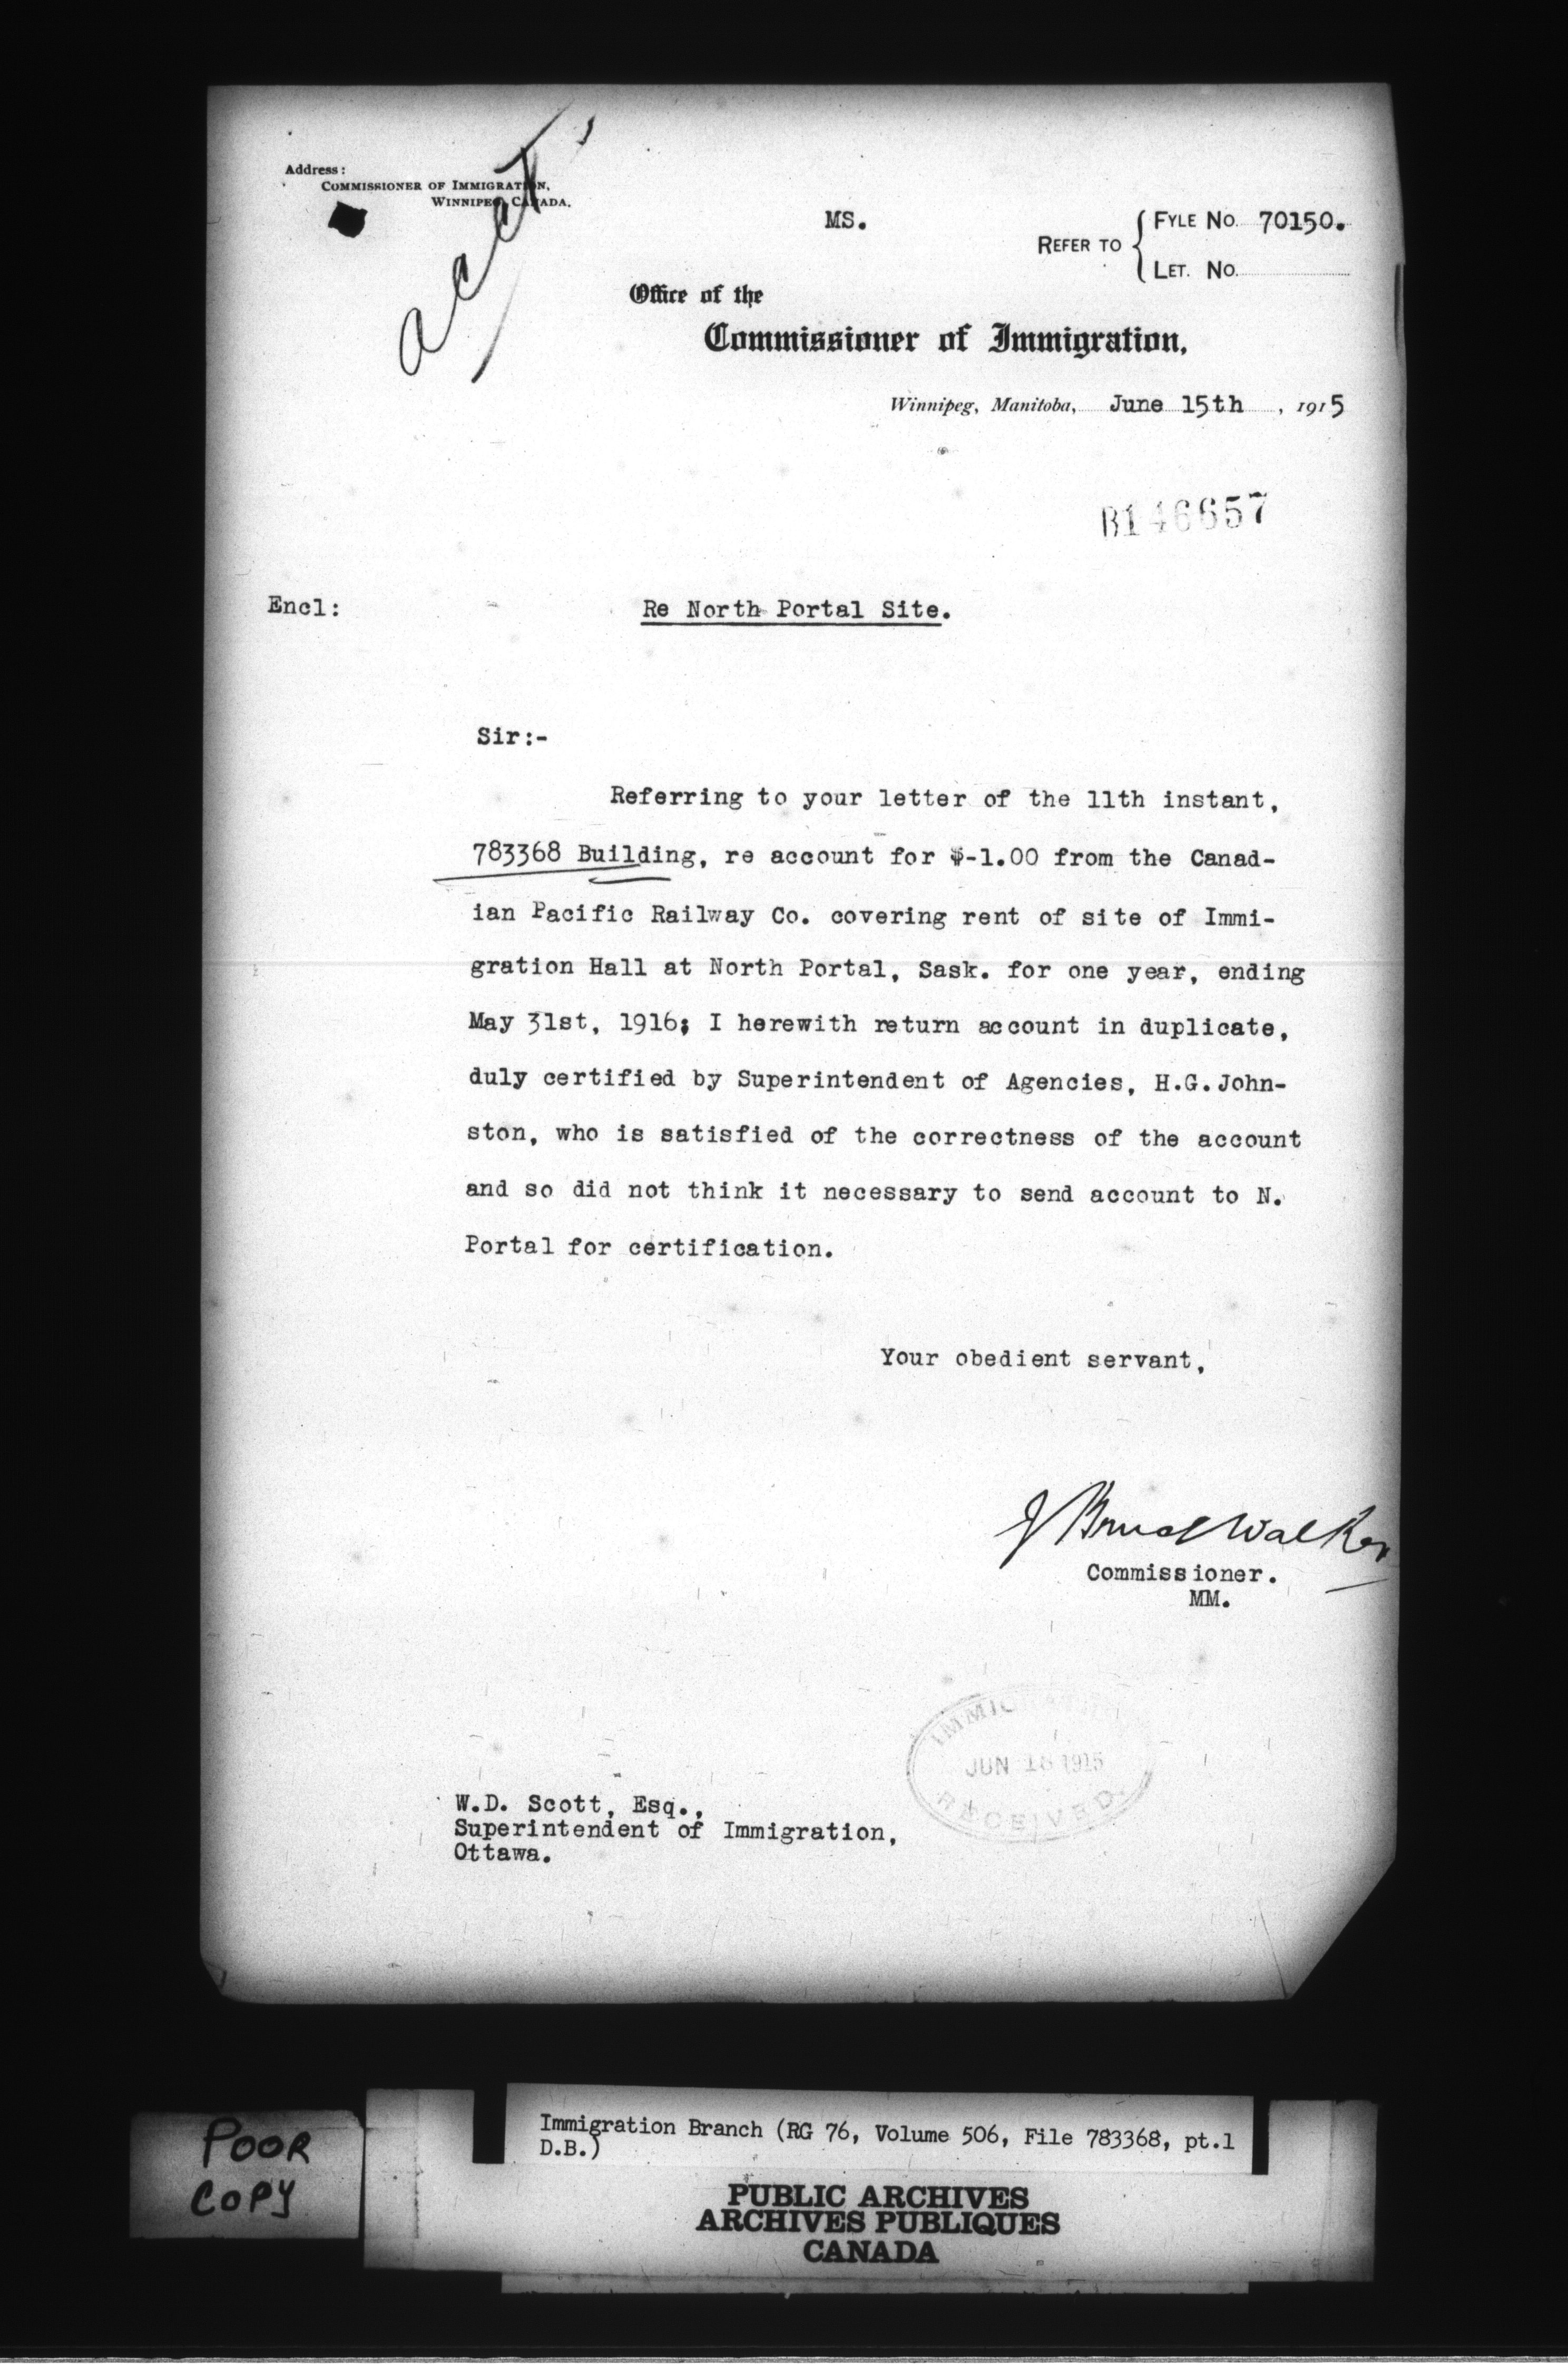 Address:
COMMISSIONER OF IMMIGRATION,
WINNIPEG, CANADA.
acct
MS.
REFER TO
FYLE No. 70150.
LET. No.
Office of the
Commissioner of Immigration,
Winnipeg, Manitoba, June 15th, 1915
B146657
Encl:
Re North Portal Site.
Sir:-
Referring to your letter of the 11th instant,
783368 Building, re account for $-1.00 from the Canad-
ian Pacific Railway Co. covering rent of site of Immi-
gration Hall at North Portal, Sask. for one year, ending
May 31st, 1916; I herewith return account in duplicate,
duly certified by Superintendent of Agencies, H.G.John-
ston, who is satisfied of the correctness of the account
and so did not think it necessary to send account to N.
Portal for certification.
Your obedient servant,
J Bruce Walker
Commissioner.
MM.
JUN 18 1915
RECEIVED.
W.D. Scott, Esq.,
Superintendent of Immigration,
Ottawa.
POOR
COPY
Immigration Branch (RG 76, Volume 506, File 783368, pt.1
D.B.)
PUBLIC ARCHIVES
ARCHIVES PUBLIQUES
CANADA